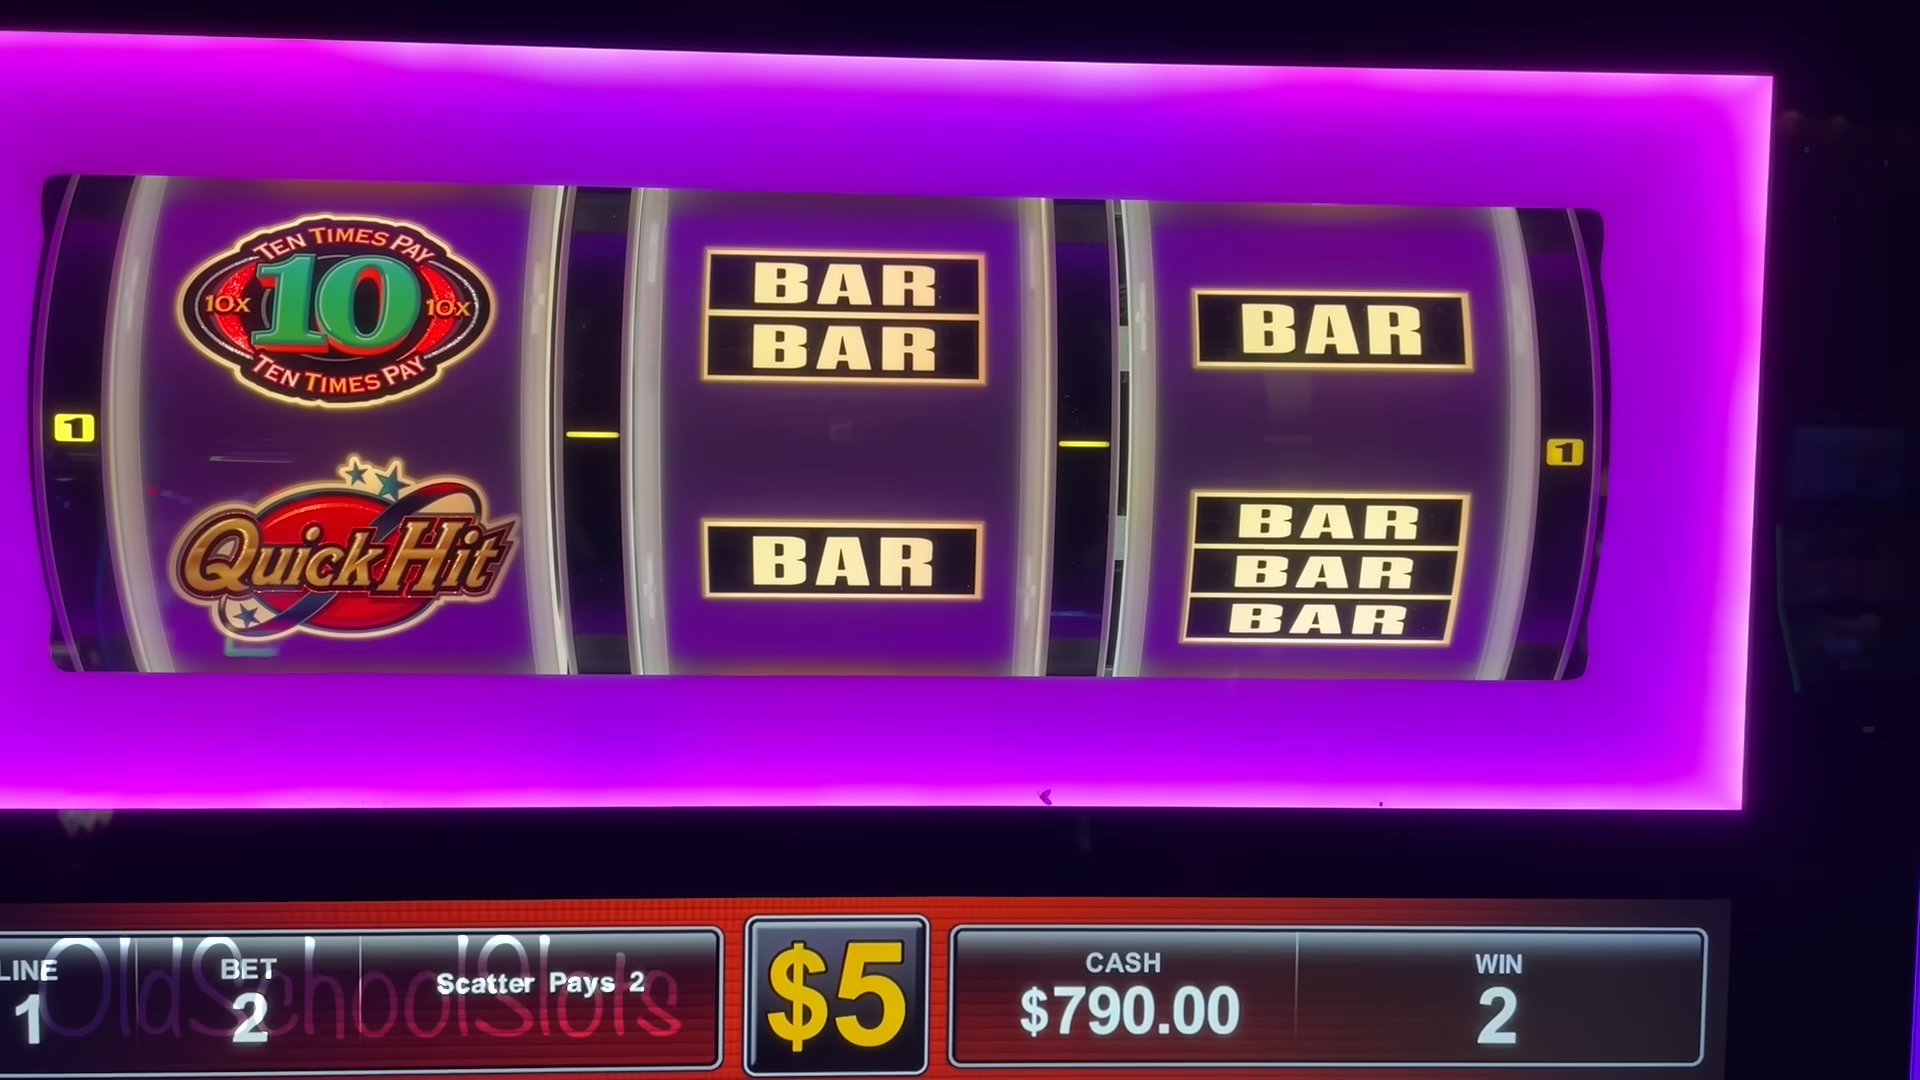 TEN TIMES PAY
10X 10 10X
TEN TIMES PAY
BAR
BAR
BAR
1
1
Quick Hit
BAR
BAR
BAR
BAR
LINE
1
BET
2
Scatter Pays 2
OldSchoolSlots
$5
CASH
$790.00
WIN
2